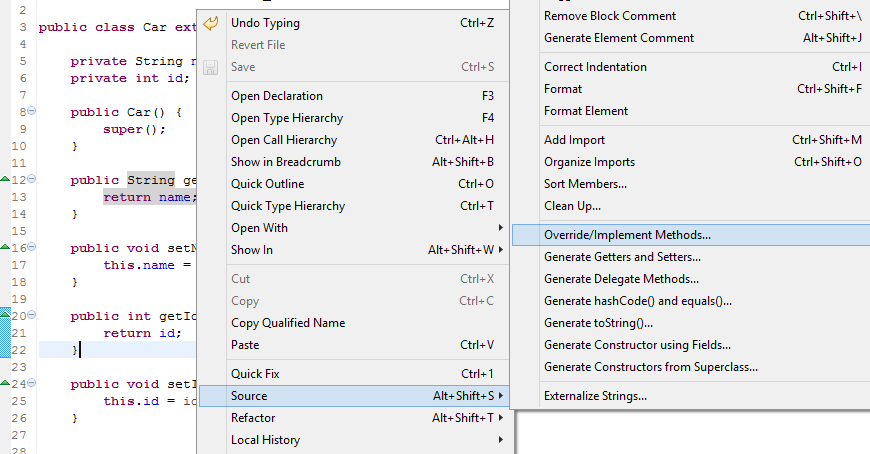 2
3 public class Car ext
4
5 private String n
6 private int id;
7
8 public Car() {
9 super();
10 }
11
12 public String ge
13 return name;
14 }
15
16 public void setN
17 this.name =
18 }
19
20 public int getId
21 return id;
22 }
23
24 public void setI
25 this.id = id
26 }
27
28
Undo Typing Ctrl+Z
Revert File
Save Ctrl+S
Open Declaration F3
Open Type Hierarchy F4
Open Call Hierarchy Ctrl+Alt+H
Show in Breadcrumb Alt+Shift+B
Quick Outline Ctrl+O
Quick Type Hierarchy Ctrl+T
Open With
Show In Alt+Shift+W
Cut Ctrl+X
Copy Ctrl+C
Copy Qualified Name
Paste Ctrl+V
Quick Fix Ctrl+1
Source Alt+Shift+S
Refactor Alt+Shift+T
Local History
Remove Block Comment Ctrl+Shift+\
Generate Element Comment Alt+Shift+J
Correct Indentation Ctrl+I
Format Ctrl+Shift+F
Format Element
Add Import Ctrl+Shift+M
Organize Imports Ctrl+Shift+O
Sort Members...
Clean Up...
Override/Implement Methods...
Generate Getters and Setters...
Generate Delegate Methods...
Generate hashCode() and equals()...
Generate toString()...
Generate Constructor using Fields...
Generate Constructors from Superclass...
Externalize Strings...